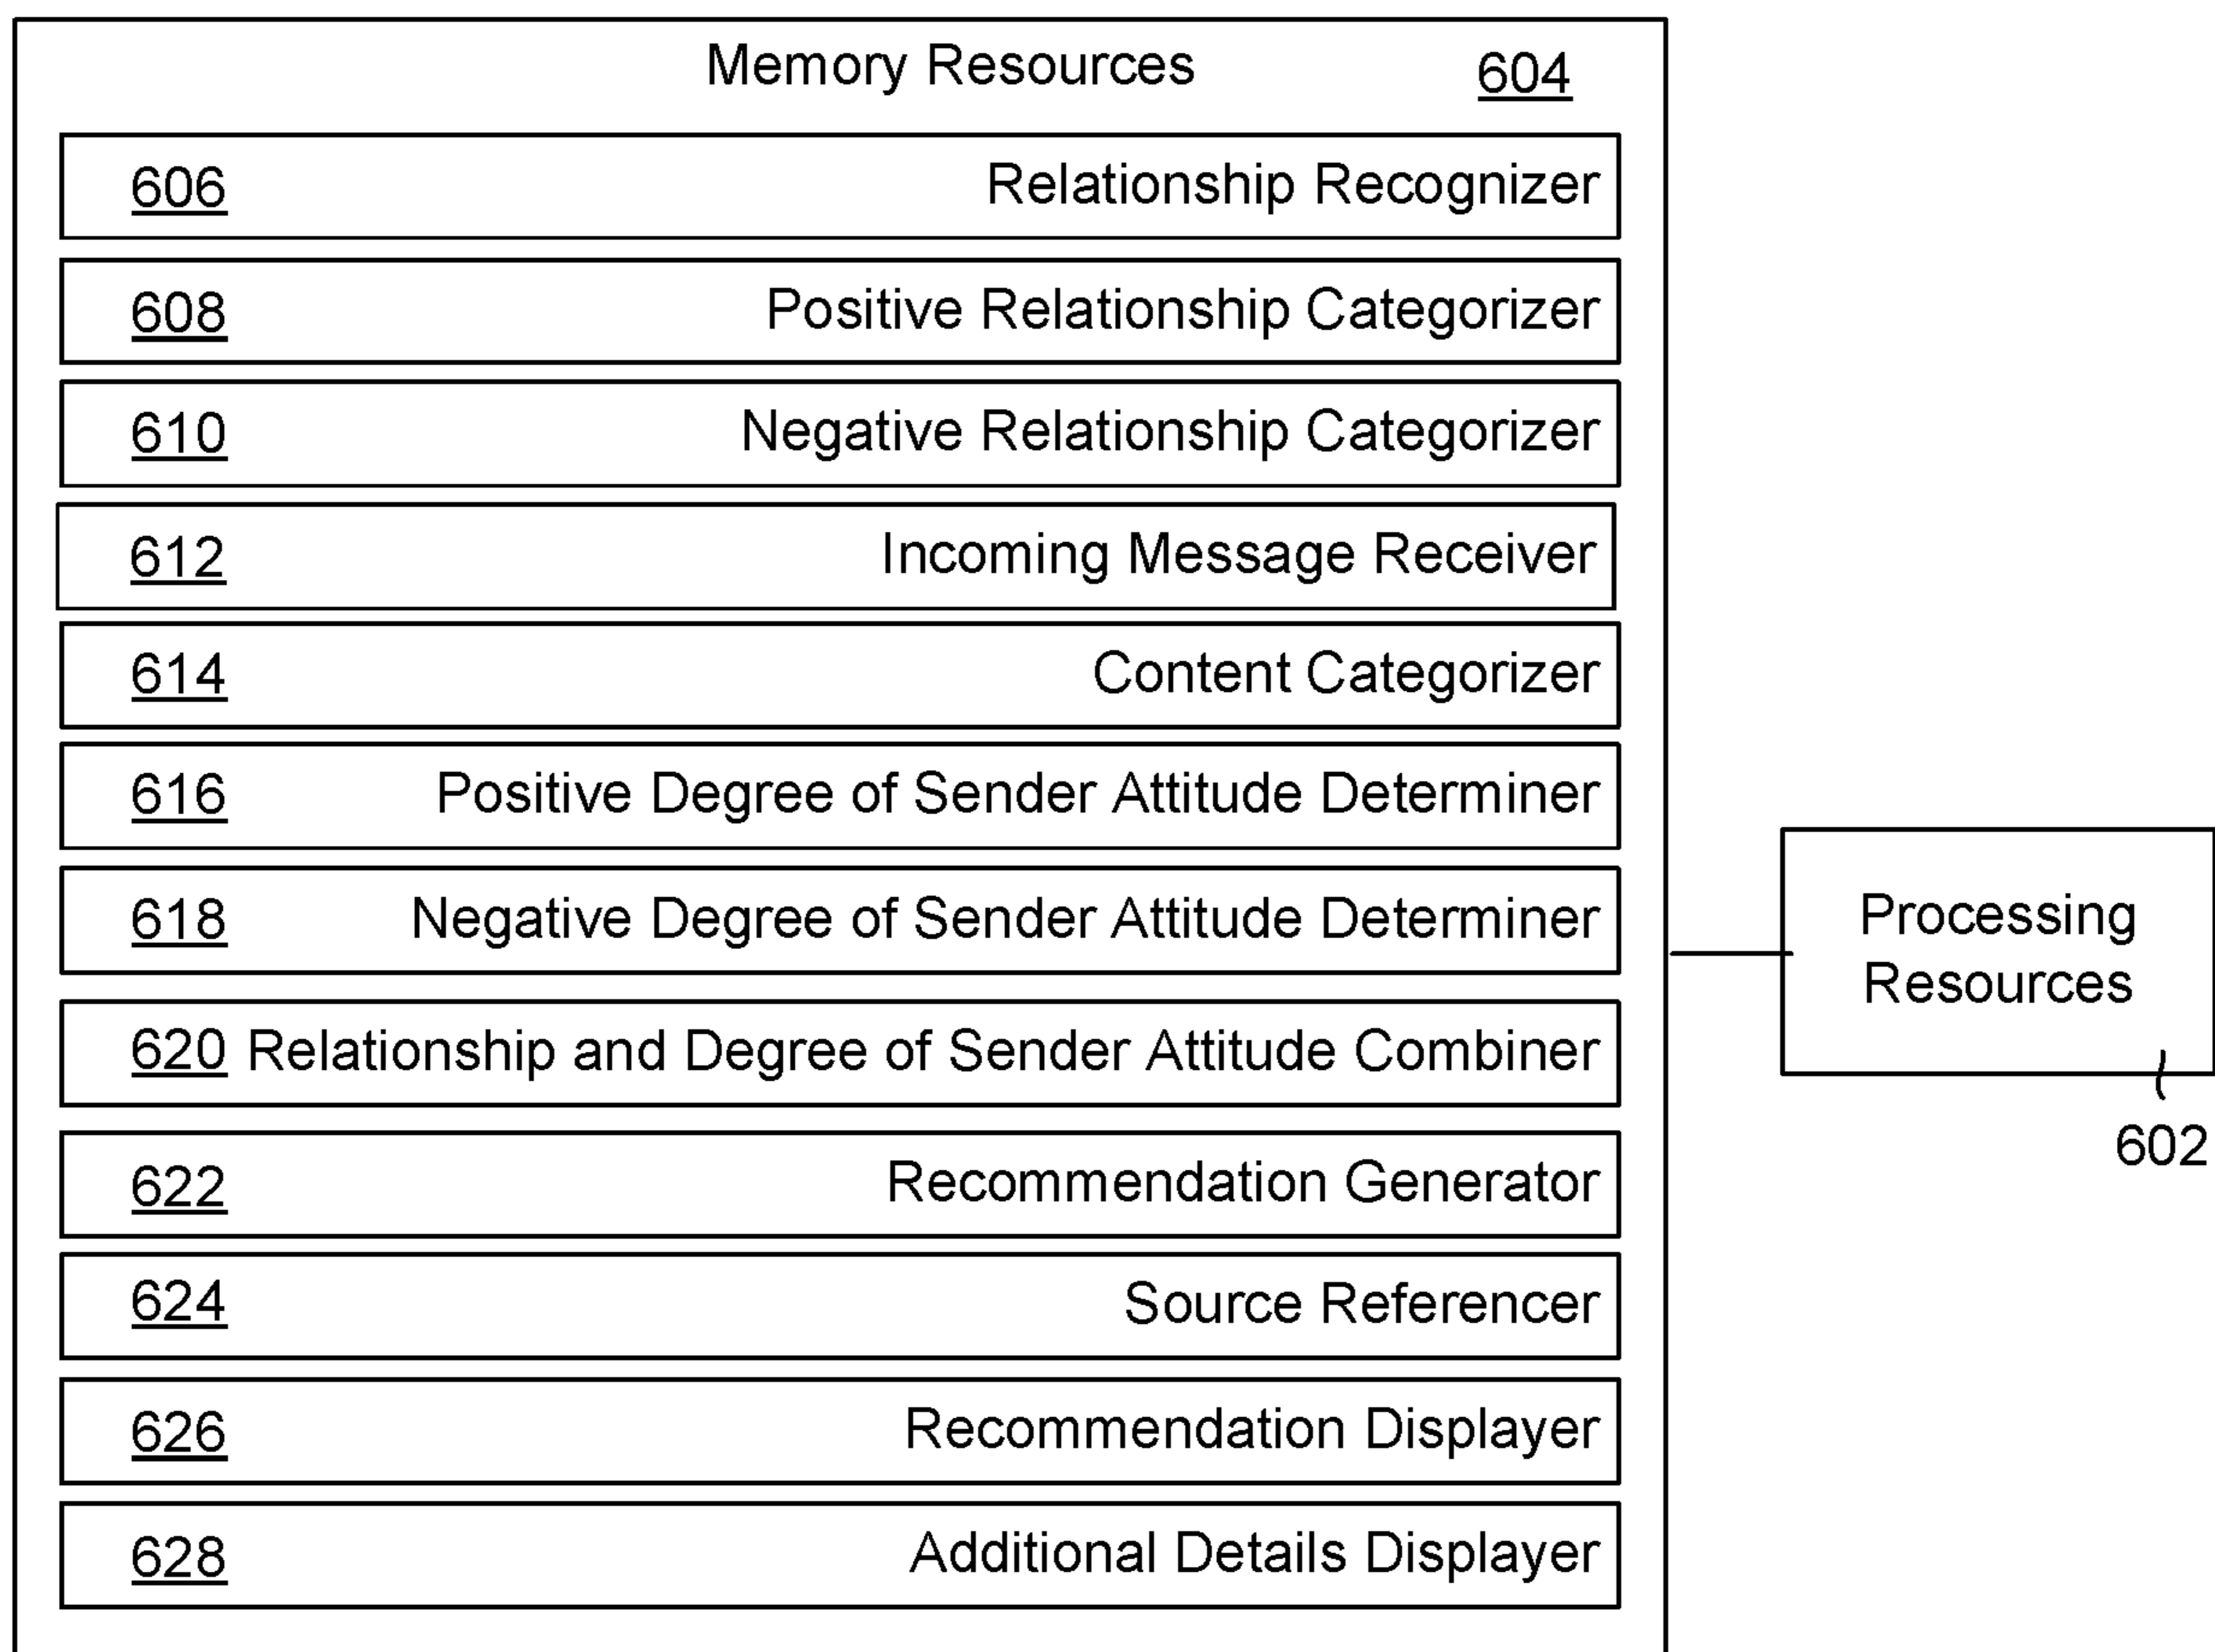 Memory Resources 604
606 Relationship Recognizer
608 Positive Relationship Categorizer
610 Negative Relationship Categorizer
612 Incoming Message Receiver
614 Content Categorizer
616 Positive Degree of Sender Attitude Determiner
618 Negative Degree of Sender Attitude Determiner
620 Relationship and Degree of Sender Attitude Combiner
622 Recommendation Generator
624 Source Referencer
626 Recommendation Displayer
628 Additional Details Displayer
Processing
Resources
602